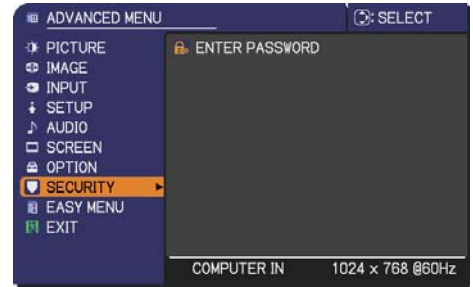 ADVANCED MENU
: SELECT
PICTURE
ENTER PASSWORD
IMAGE
INPUT
SETUP
AUDIO
SCREEN
OPTION
SECURITY
EASY MENU
EXIT
COMPUTER IN 1024 x 768 @60Hz